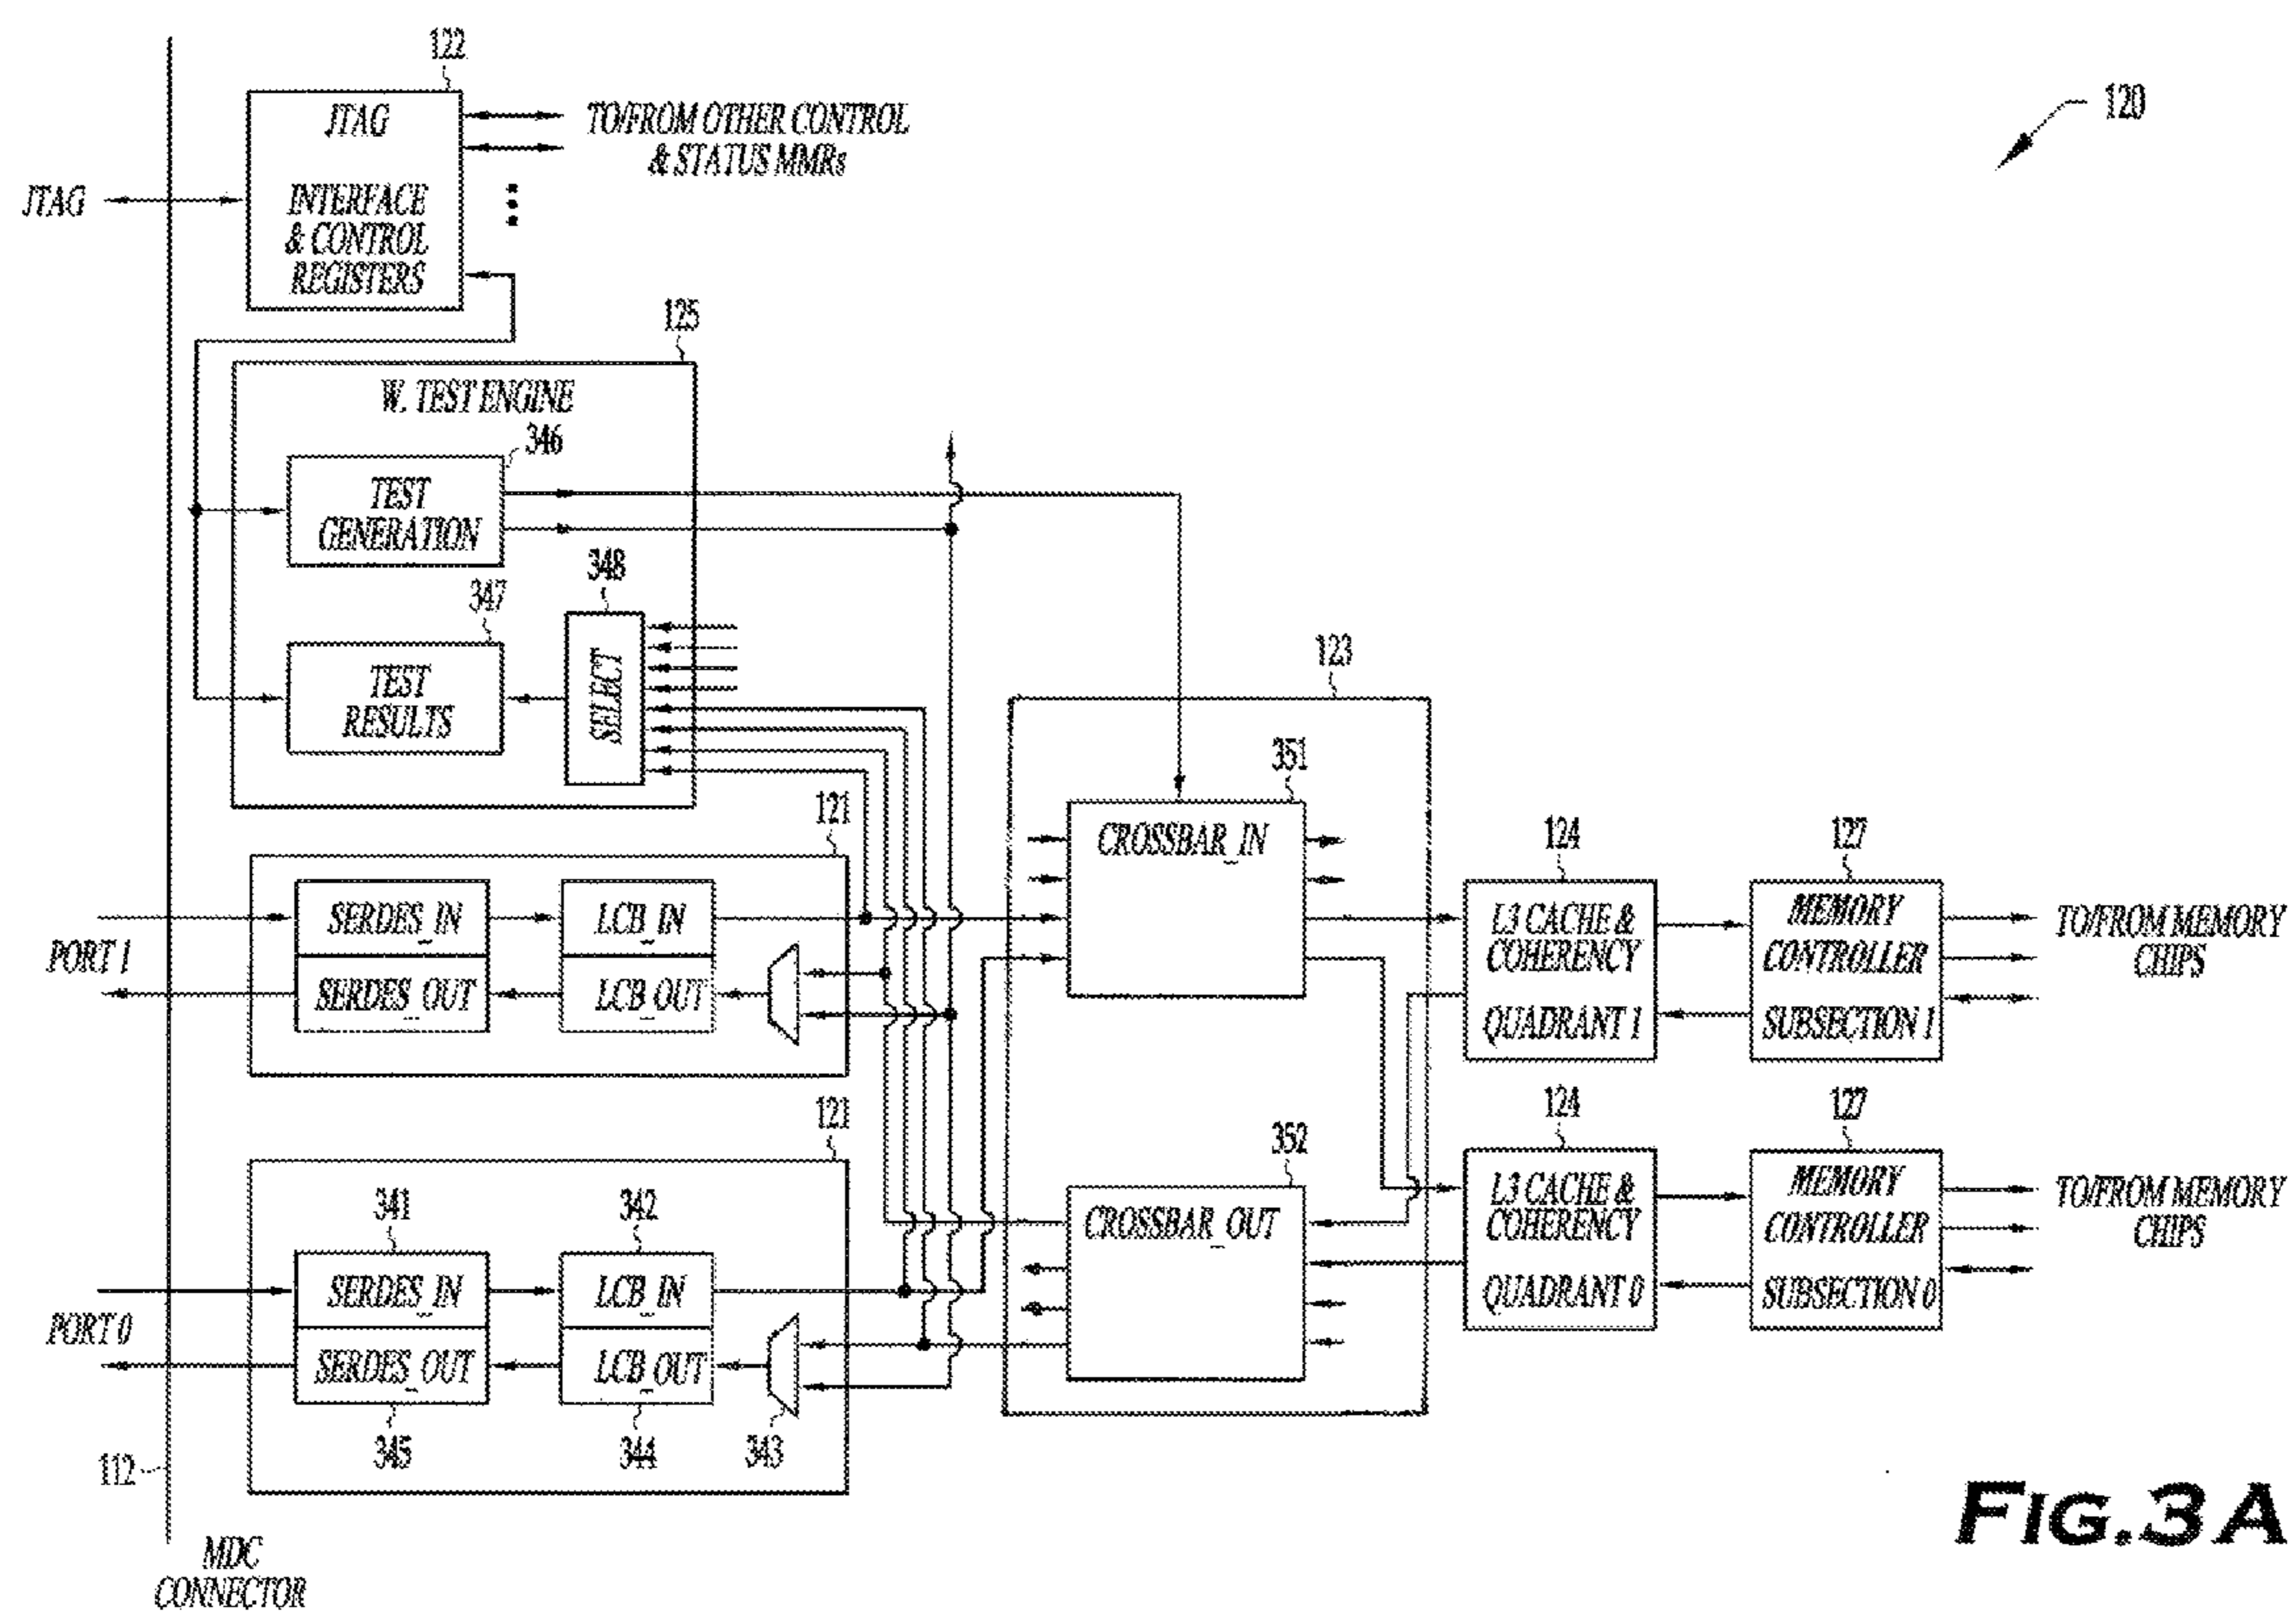 122
120
JTAG
TO/FROM OTHER CONTROL
& STATUS MMRs
JTAG
INTERFACE
& CONTROL
REGISTERS
125
W. TEST ENGINE
346
TEST
GENERATION
348
347
SELECT
TEST
RESULTS
123
351
CROSSBAR_IN
121
124
127
SERDES_IN
LCB_IN
PORT 1
SERDES_OUT
LCB_OUT
L3 CACHE &
COHERENCY
QUADRANT 1
MEMORY
CONTROLLER
SUBSECTION 1
TO/FROM MEMORY
CHIPS
121
124
127
352
CROSSBAR_OUT
341
342
SERDES_IN
LCB_IN
PORT 0
SERDES_OUT
LCB_OUT
L3 CACHE &
COHERENCY
QUADRANT 0
MEMORY
CONTROLLER
SUBSECTION 0
TO/FROM MEMORY
CHIPS
345
344
343
112
MDC
CONNECTOR
FIG.3A